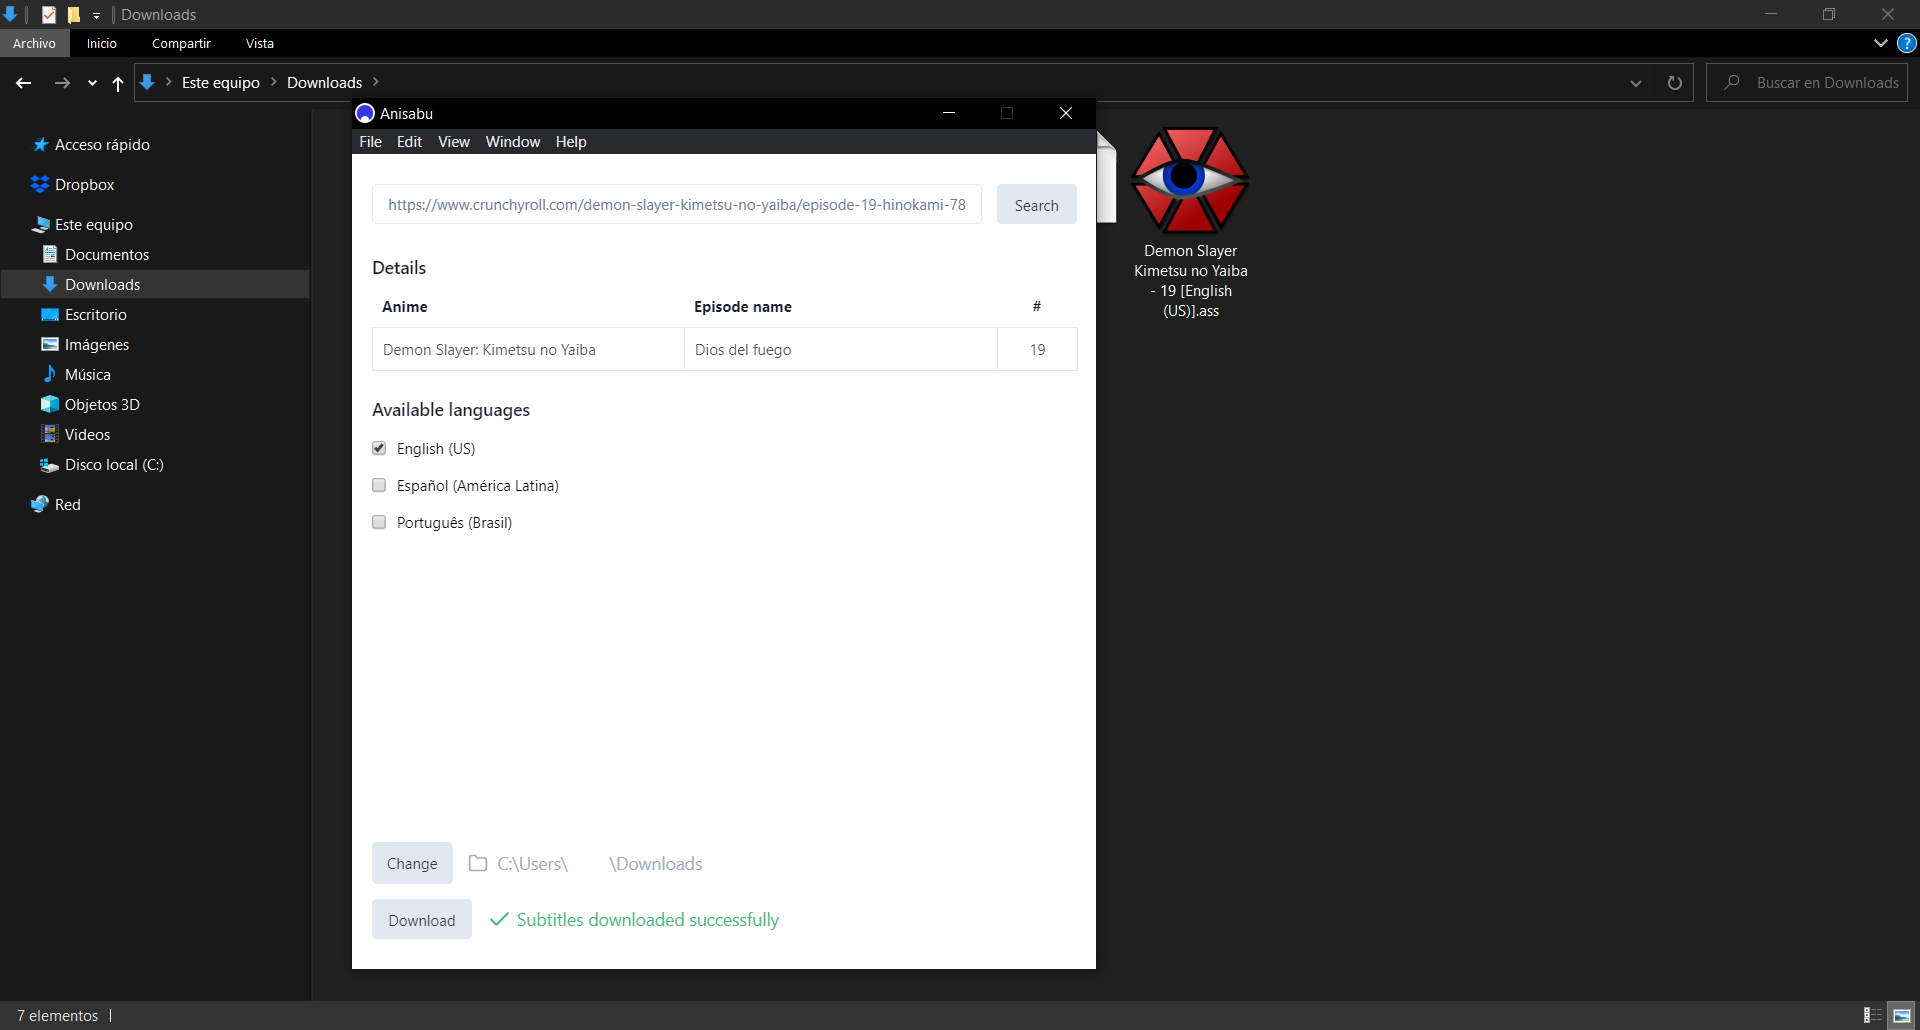 Downloads
Archivo
Inicio
Compartir
Vista
?
Este equipo
Downloads
Buscar en Downloads
Acceso rápido
Dropbox
Este equipo
Documentos
Downloads
Escritorio
Imágenes
Música
Objetos 3D
Videos
Disco local (C:)
Red
Anisabu
File
Edit
View
Window
Help
https://www.crunchyroll.com/demon-slayer-kimetsu-no-yaiba/episode-19-hinokami-78
Search
Details
Anime
Episode name
#
Demon Slayer: Kimetsu no Yaiba
Dios del fuego
19
Available languages
English (US)
Español (América Latina)
Português (Brasil)
Change
C:\Users\ \Downloads
Download
Subtitles downloaded successfully
Demon Slayer
Kimetsu no Yaiba
- 19 [English
(US)].ass
7 elementos